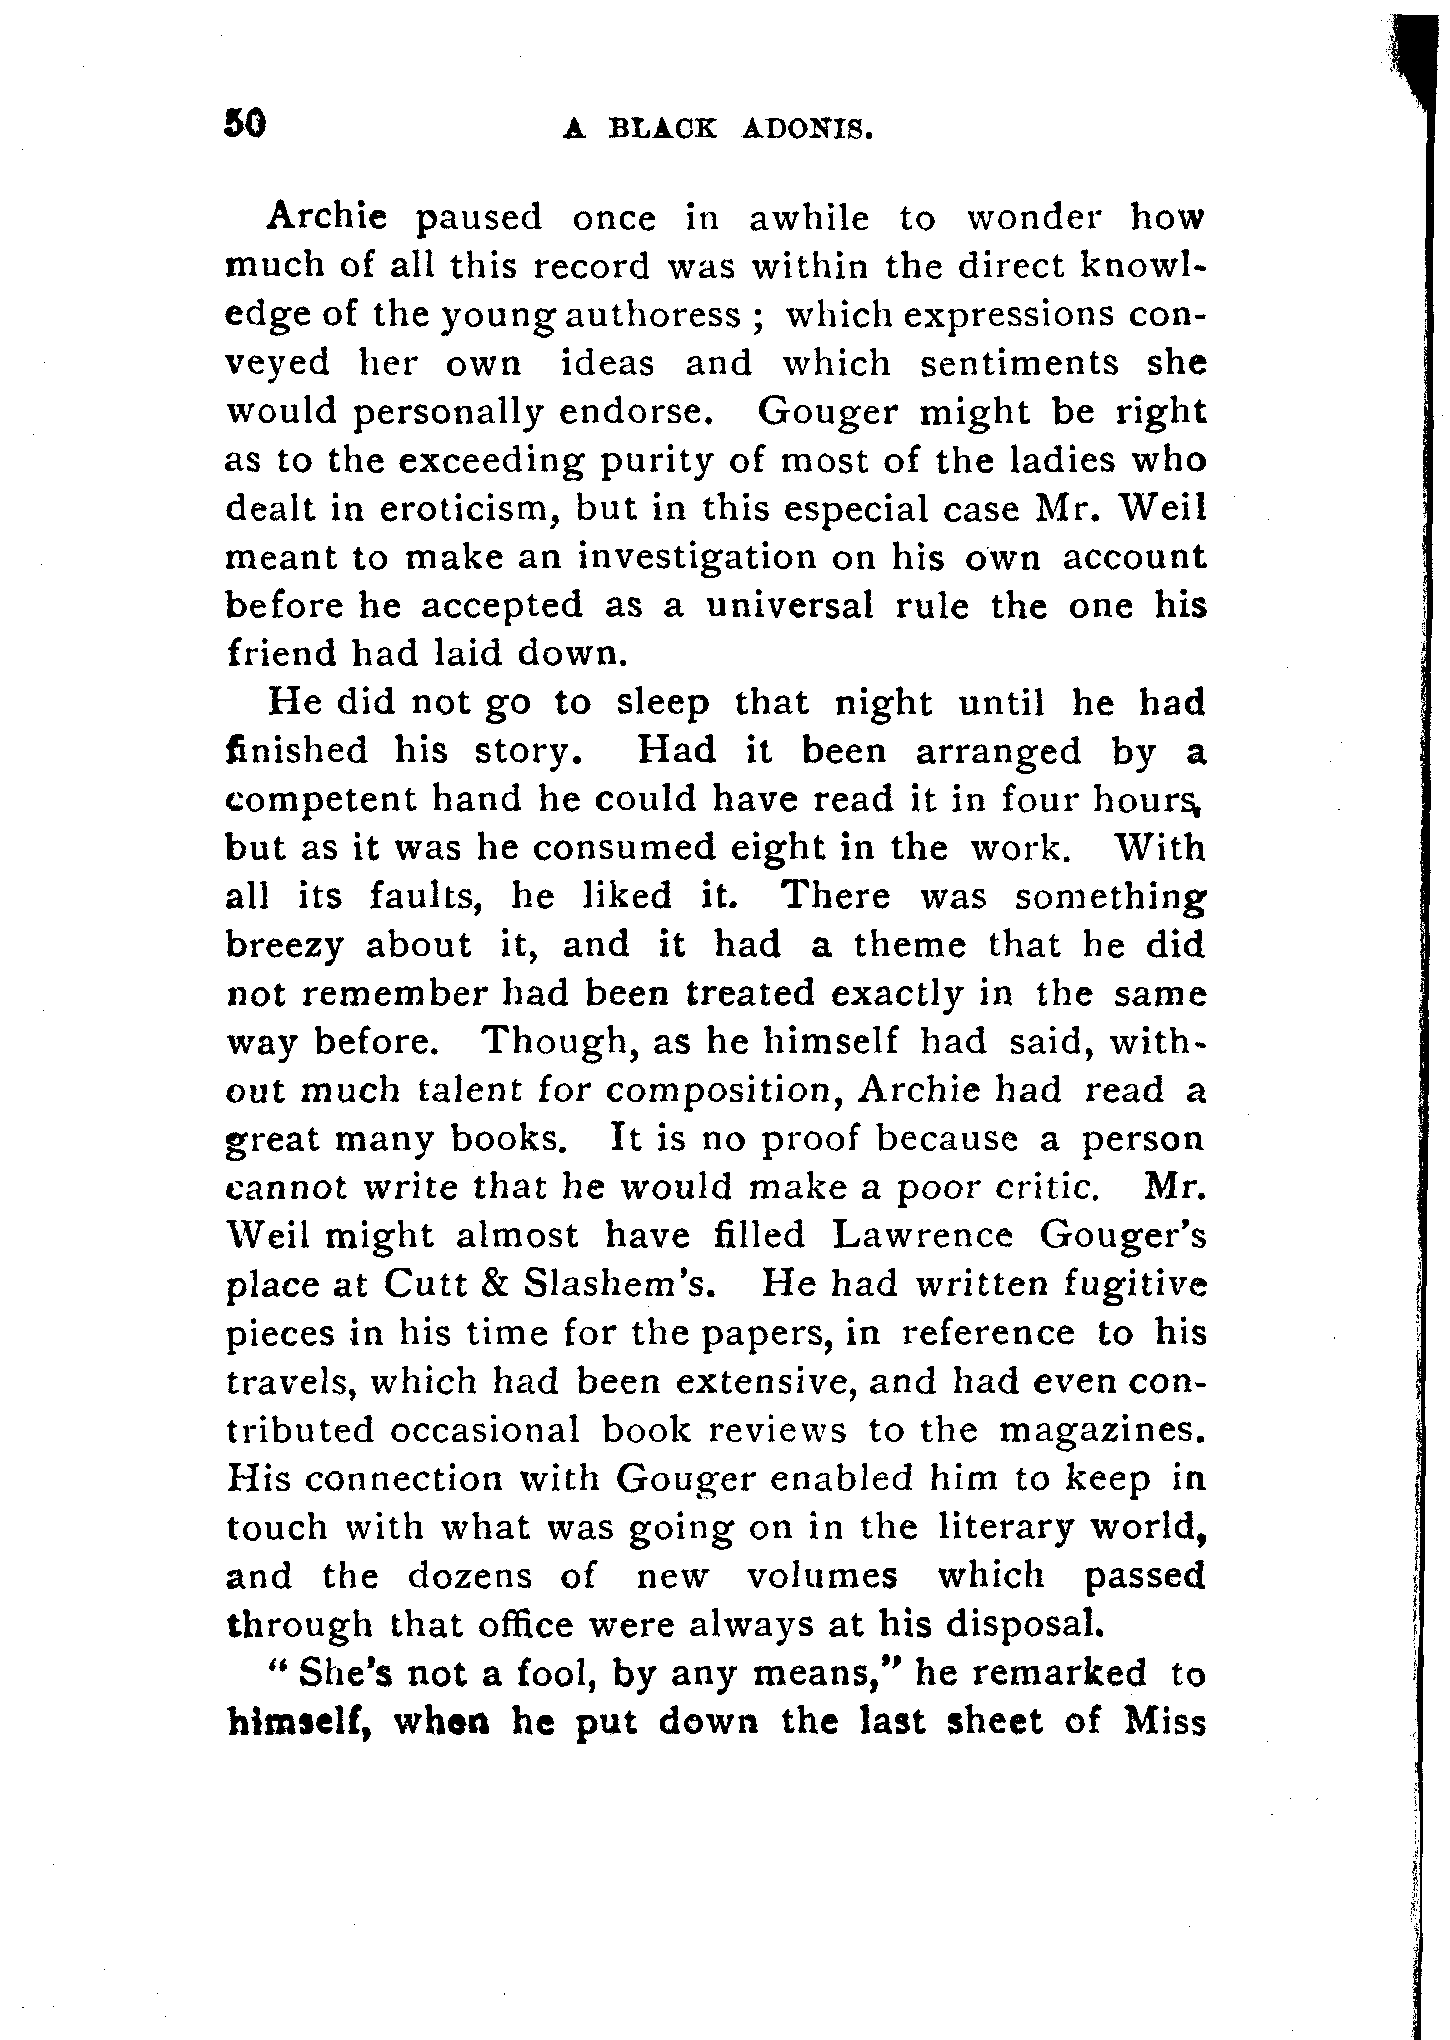 50 A BLACK ADONIS.
Archie paused once in awhile to wonder how
much of all this record was within the direct knowl-
edge of the young authoress ; which expressions con-
veyed her own ideas and which sentiments she
would personally endorse. Gouger might be right
as to the exceeding purity of most of the ladies who
dealt in eroticism, but in this especial case Mr. Weil
meant to make an investigation on his own account
before he accepted as a universal rule the one his
friend had laid down.
He did not go to sleep that night until he had
finished his story. Had it been arranged by a
competent hand he could have read it in four hours,
but as it was he consumed eight in the work. With
all its faults, he liked it. There was something
breezy about it, and it had a theme that he did
not remember had been treated exactly in the same
way before. Though, as he himself had said, with-
out much talent for composition, Archie had read a
great many books. It is no proof because a person
cannot write that he would make a poor critic. Mr.
Weil might almost have filled Lawrence Gouger's
place at Cutt & Slashem's. He had written fugitive
pieces in his time for the papers, in reference to his
travels, which had been extensive, and had even con-
tributed occasional book reviews to the magazines.
His connection with Gouger enabled him to keep in
touch with what was going on in the literary world,
and the dozens of new volumes which passed
through that office were always at his disposal.
“ She's not a fool, by any means,” he remarked to
himself, when he put down the last sheet of Miss